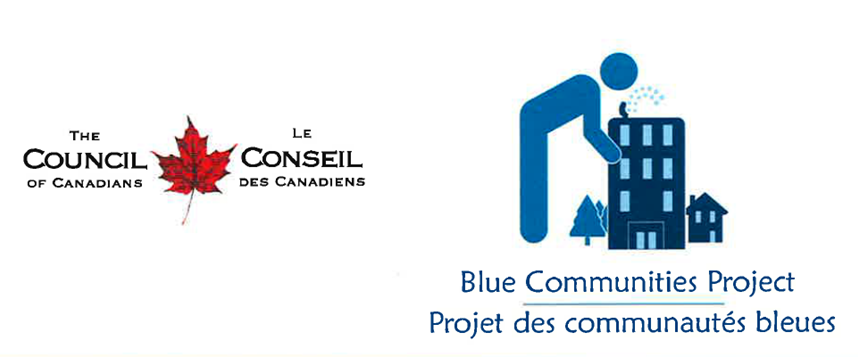 The
Council
of Canadians
Le
Conseil
des Canadiens
Blue Communities Project
Projet des communautés bleues